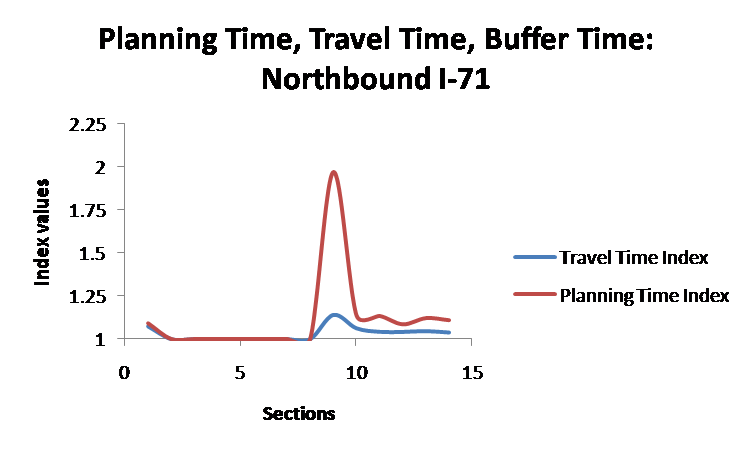 Planning Time, Travel Time, Buffer Time:
Northbound I-71
2.25
2
1.75
1.5
1.25
1
Index values
0 5 10 15
Sections
Travel Time Index
Planning Time Index